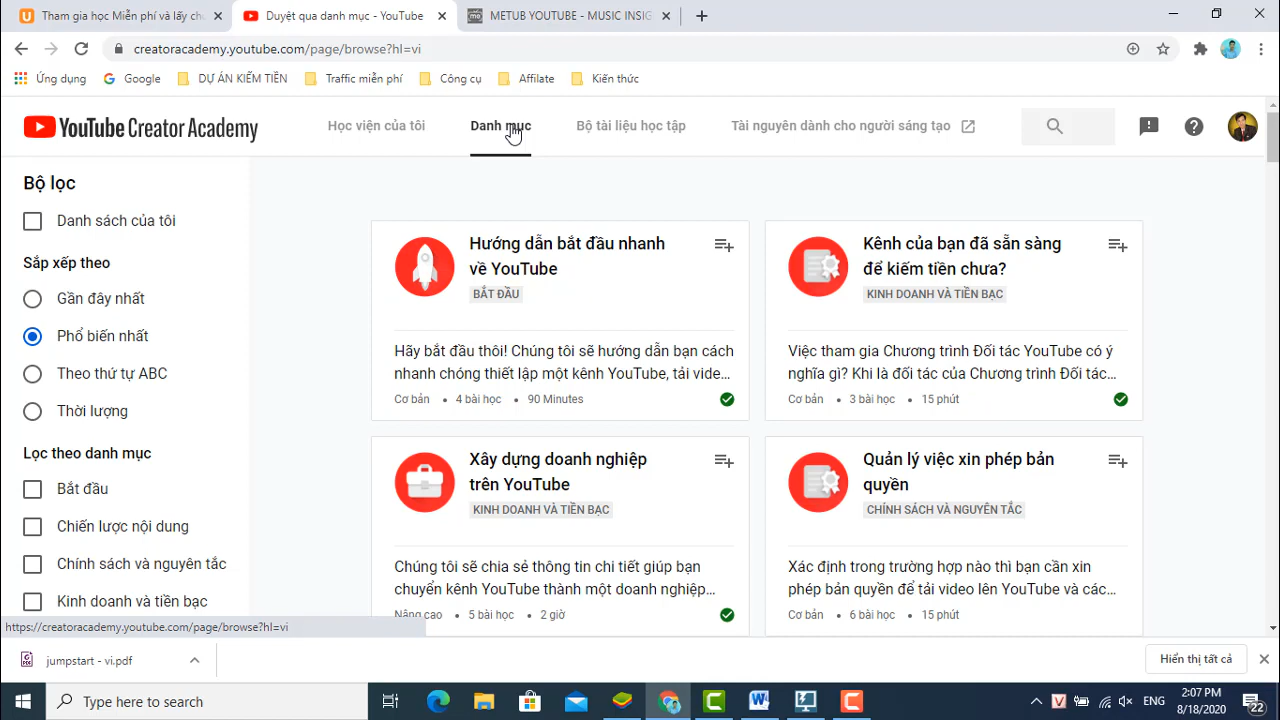 Tham gia học Miễn phí và lấy ch
Duyệt qua danh mục - YouTube
METUB YOUTUBE - MUSIC INSIG
creatoracademy.youtube.com/page/browse?hl=vi
Ứng dụng
Google
DỰ ÁN KIẾM TIỀN
Traffic miễn phí
Công cụ
Affilate
Kiến thức
YouTube Creator Academy
Học viện của tôi
Danh mục
Bộ tài liệu học tập
Tài nguyên dành cho người sáng tạo
Bộ lọc
Danh sách của tôi
Sắp xếp theo
Gần đây nhất
Phổ biến nhất
Theo thứ tự ABC
Thời lượng
Lọc theo danh mục
Bắt đầu
Chiến lược nội dung
Chính sách và nguyên tắc
Kinh doanh và tiền bạc
Hướng dẫn bắt đầu nhanh
về YouTube
BẮT ĐẦU
Hãy bắt đầu thôi! Chúng tôi sẽ hướng dẫn bạn cách
nhanh chóng thiết lập một kênh YouTube, tải vide...
Cơ bản • 4 bài học • 90 Minutes
Kênh của bạn đã sẵn sàng
để kiếm tiền chưa?
KINH DOANH VÀ TIỀN BẠC
Việc tham gia Chương trình Đối tác YouTube có ý
nghĩa gì? Khi là đối tác của Chương trình Đối tác...
Cơ bản • 3 bài học • 15 phút
Xây dựng doanh nghiệp
trên YouTube
KINH DOANH VÀ TIỀN BẠC
Chúng tôi sẽ chia sẻ thông tin chi tiết giúp bạn
chuyển kênh YouTube thành một doanh nghiệp...
Nâng cao • 5 bài học • 2 giờ
Quản lý việc xin phép bản
quyền
CHÍNH SÁCH VÀ NGUYÊN TẮC
Xác định trong trường hợp nào thì bạn cần xin
phép bản quyền để tải video lên YouTube và các...
Cơ bản • 6 bài học • 15 phút
https://creatoracademy.youtube.com/page/browse?hl=vi
jumpstart - vi.pdf
Hiển thị tất cả
Type here to search
ENG
2:07 PM
8/18/2020
22